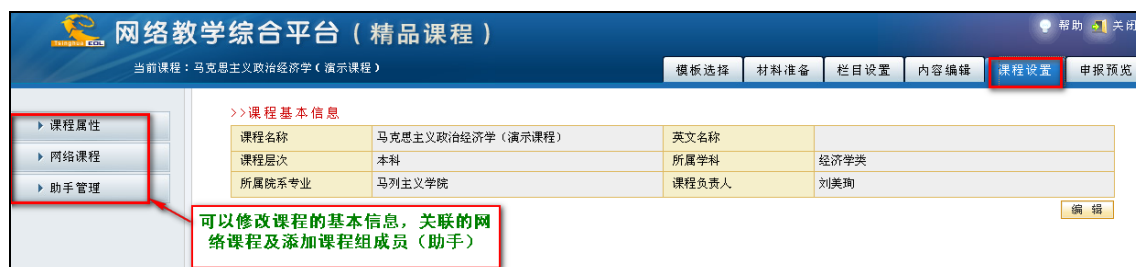 网络教学综合平台（精品课程）
帮助 关闭
Tsinghua EOL
当前课程：马克思主义政治经济学（演示课程）
模板选择 材料准备 栏目设置 内容编辑 课程设置 申报预览
课程属性
网络课程
助手管理
>>课程基本信息
课程名称 马克思主义政治经济学（演示课程） 英文名称
课程层次 本科 所属学科 经济学类
所属院系专业 马列主义学院 课程负责人 刘美珣
编 辑
可以修改课程的基本信息，关联的网
络课程及添加课程组成员（助手）